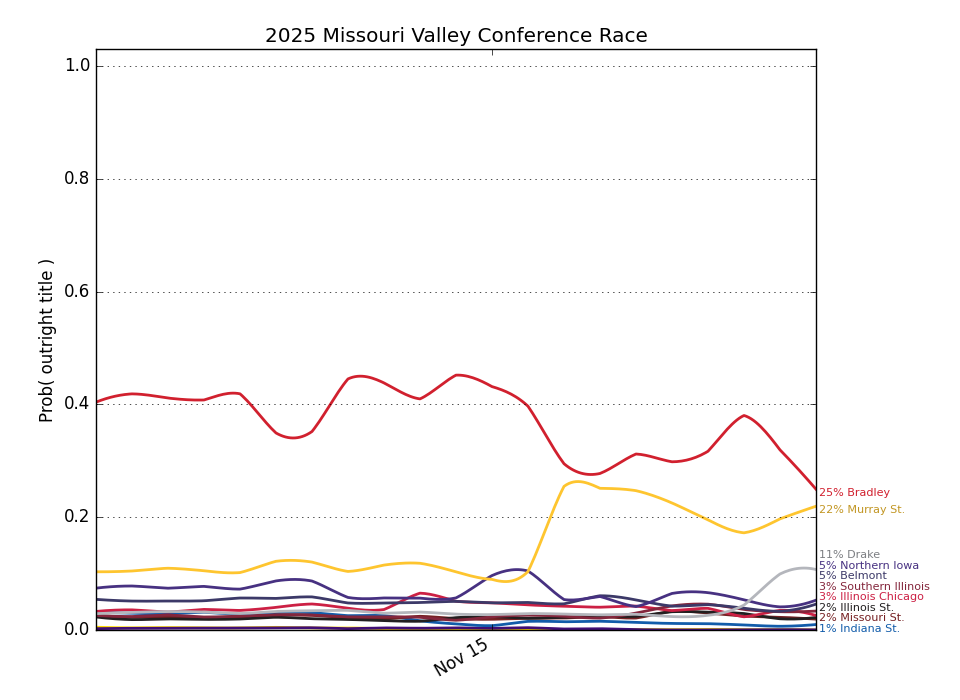 2025 Missouri Valley Conference Race
1.0
0.8
0.6
0.4
0.2
0.0
Prob( outright title )
Nov 15
25% Bradley
22% Murray St.
11% Drake
5% Northern Iowa
5% Belmont
3% Southern Illinois
3% Illinois Chicago
2% Illinois St.
2% Missouri St.
1% Indiana St.